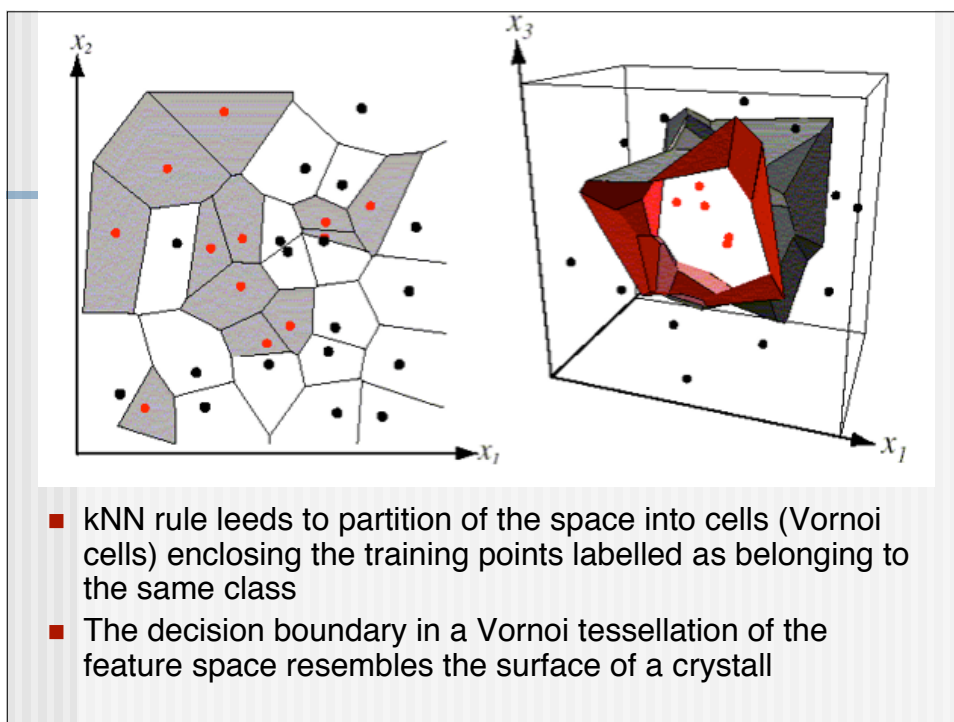 x₂
x₃
x₁
x₁
kNN rule leeds to partition of the space into cells (Vornoi
cells) enclosing the training points labelled as belonging to
the same class
The decision boundary in a Vornoi tessellation of the
feature space resembles the surface of a crystall